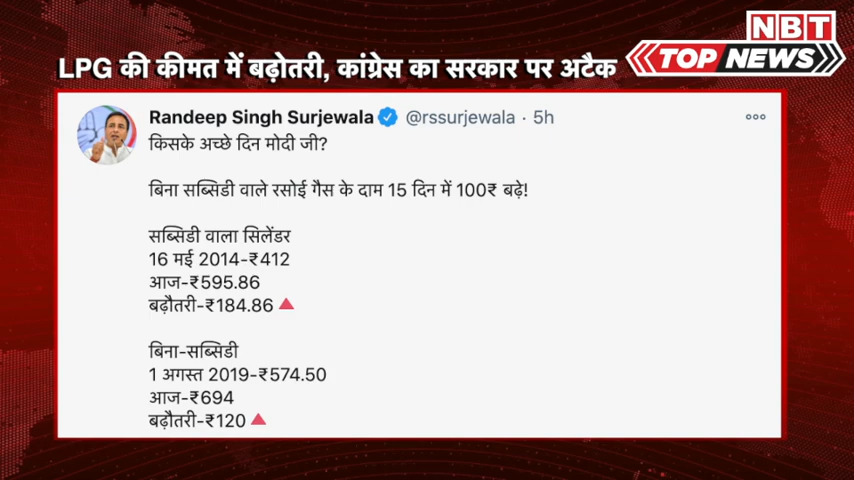 NBT
TOP NEWS
LPG की कीमत में बढ़ोतरी, कांग्रेस का सरकार पर अटैक
Randeep Singh Surjewala @rssurjewala · 5h
किसके अच्छे दिन मोदी जी?
बिना सब्सिडी वाले रसोई गैस के दाम 15 दिन में 100₹ बढ़े!
सब्सिडी वाला सिलेंडर
16 मई 2014-₹412
आज-₹595.86
बढ़ौतरी-₹184.86
बिना-सब्सिडी
1 अगस्त 2019-₹574.50
आज-₹694
बढ़ौतरी-₹120